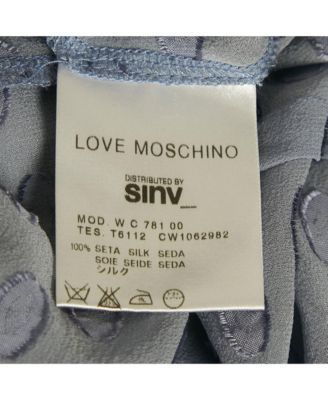 LOVE MOSCHINO
DISTRIBUTED BY
sinv
MOD. W C 781 00
TES. T6112 CW1062982
100% SETA SILK SEDA
SOIE SEIDE SEDA
シルク